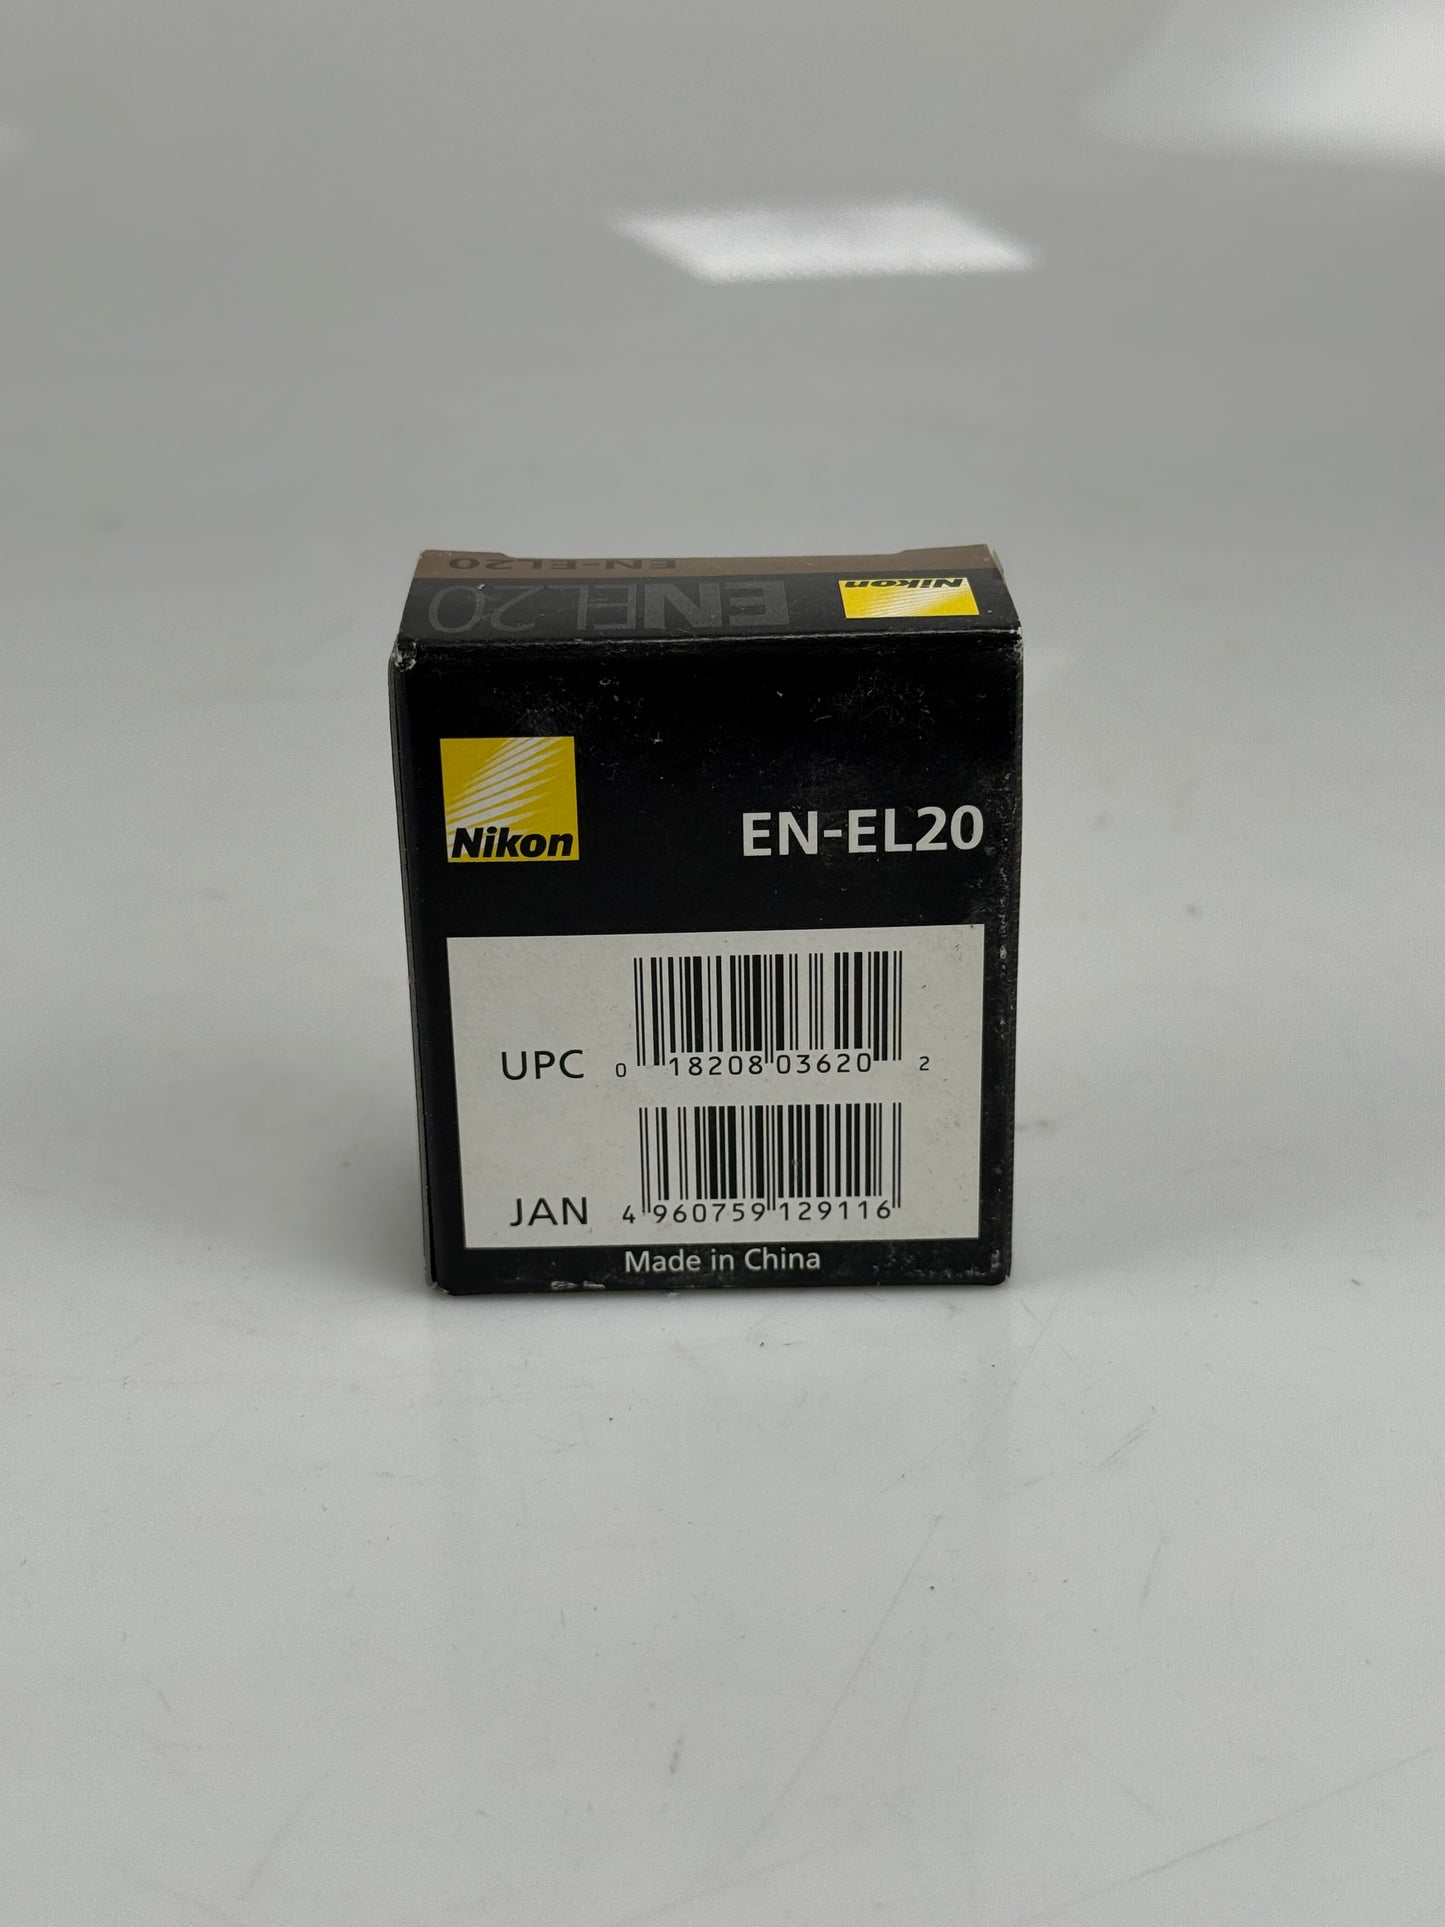 EN-EL20
ENEL20
Nikon
Nikon
EN-EL20
UPC
0 18208 03620 2
JAN
4 960759 129116
Made in China